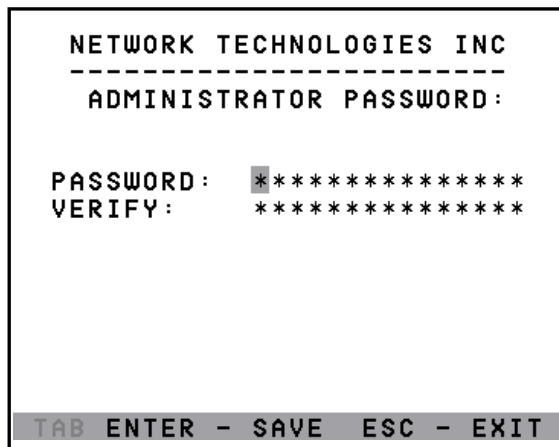 NETWORK TECHNOLOGIES INC
------------------------
ADMINISTRATOR PASSWORD:
PASSWORD: ***************
VERIFY: ***************
TAB ENTER - SAVE ESC - EXIT